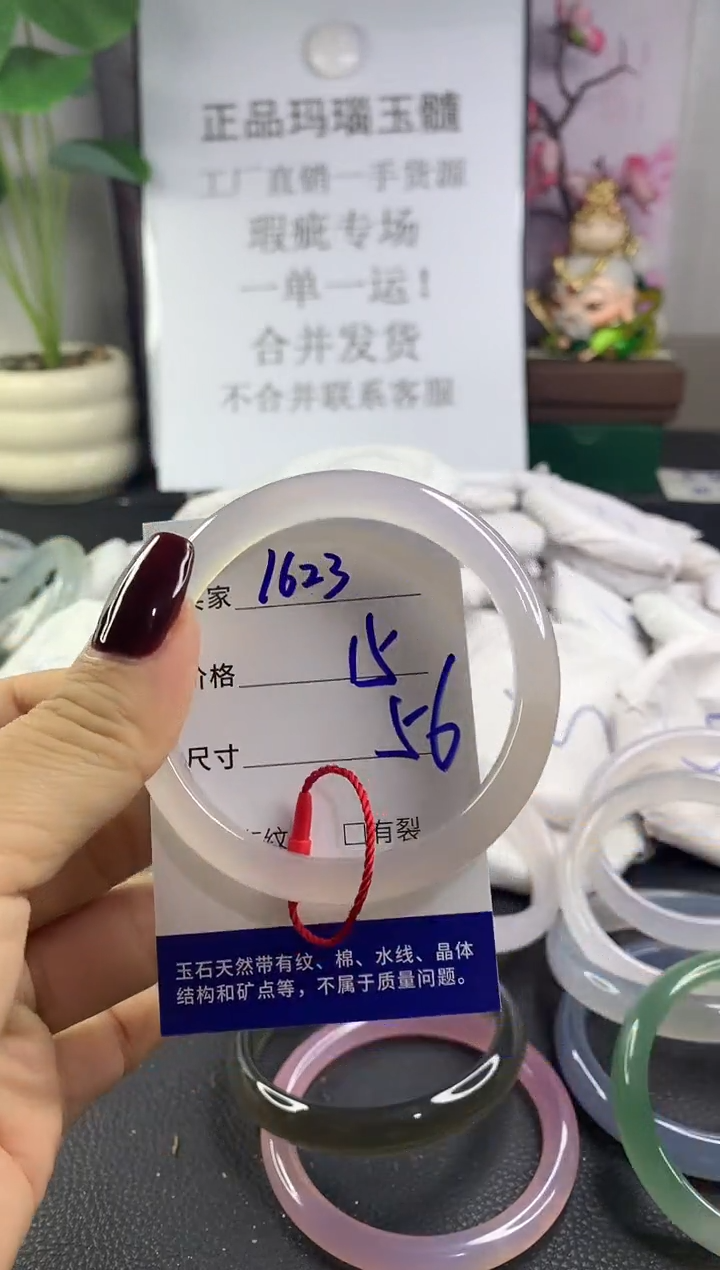 正品玛瑙玉髓
工厂直销一手货源
瑕疵专场
一单一运！
合并发货
不合并联系客服
家 1623
价格 15
尺寸 56
纹 □有裂
玉石天然带有纹、棉、水线、晶体
结构和矿点等，不属于质量问题。